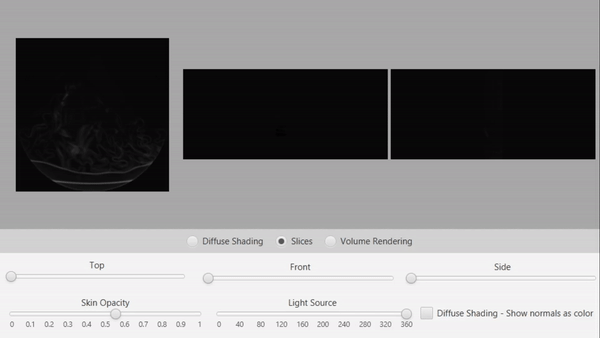 Diffuse Shading Slices Volume Rendering
Top Front Side
Skin Opacity Light Source
Diffuse Shading - Show normals as color
0 0.1 0.2 0.3 0.4 0.5 0.6 0.7 0.8 0.9 1 0 40 80 120 160 200 240 280 320 360